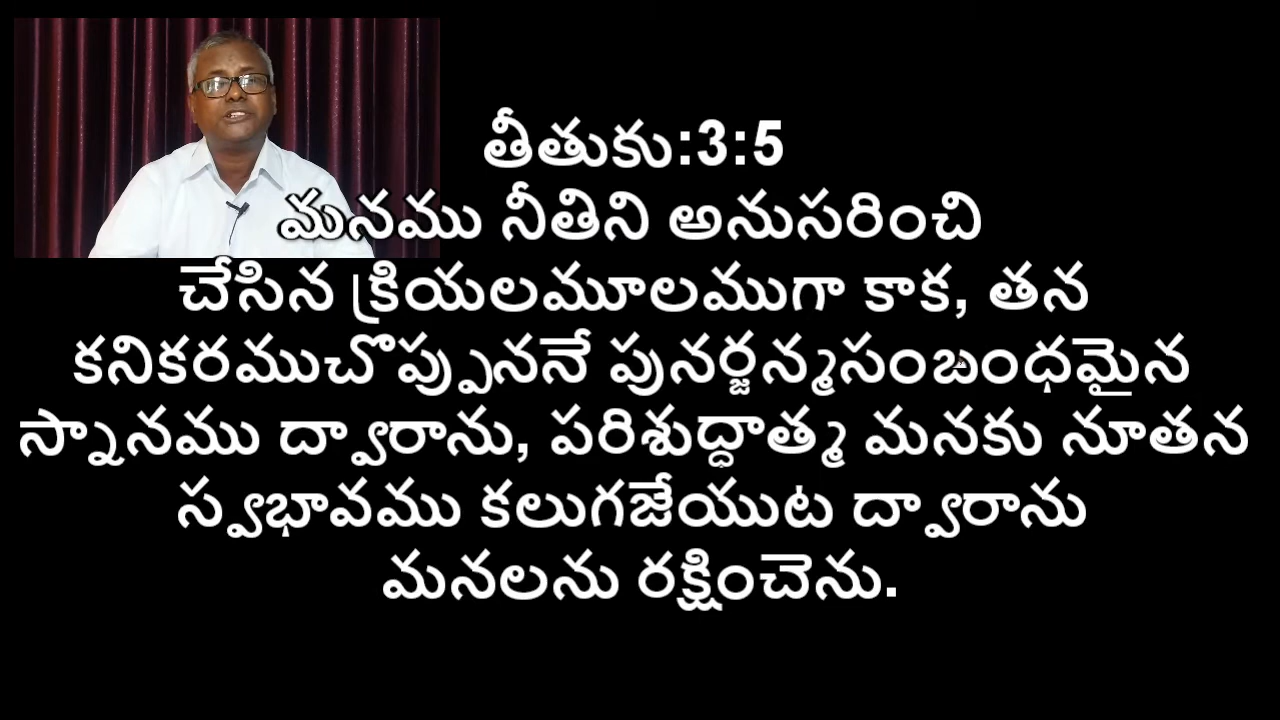 తీతుకు:3:5
మనము నీతిని అనుసరించి
చేసిన క్రియలమూలముగా కాక, తన
కనికరముచొప్పుననే పునర్జన్మసంబంధమైన
స్నానము ద్వారాను, పరిశుద్ధాత్మ మనకు నూతన
స్వభావము కలుగజేయుట ద్వారాను
మనలను రక్షించెను.